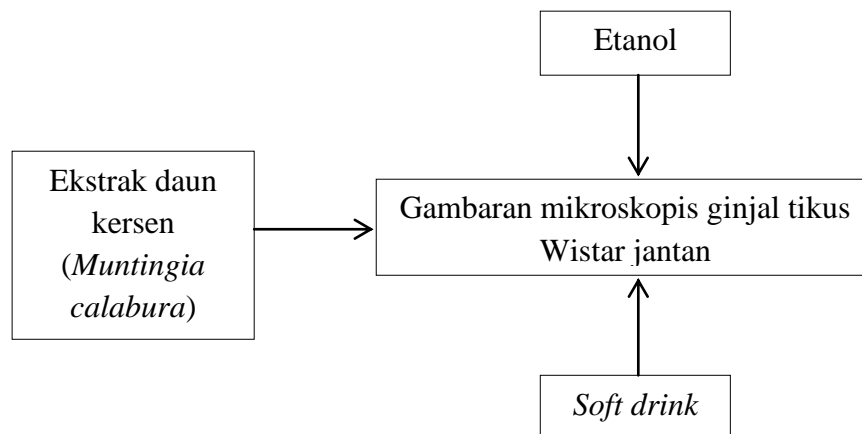 Etanol
Ekstrak daun
kersen
(Muntingia
calabura)
Gambaran mikroskopis ginjal tikus
Wistar jantan
Soft drink